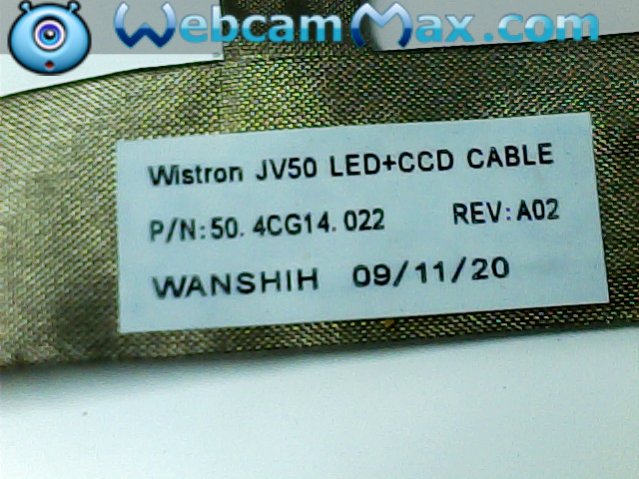 WebcamMax.com
Wistron JV50 LED+CCD CABLE
P/N:50.4CG14.022 REV:A02
WANSHIH 09/11/20